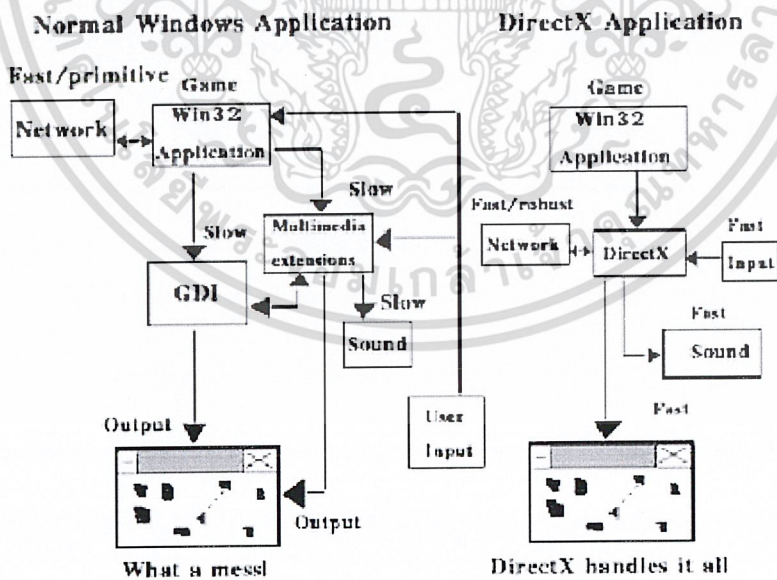 Normal Windows Application
Fast/primitive
Network
Game
Win32
Application
Slow
Slow
Multimedia
extensions
GDI
Slow
Sound
User
Input
Output
Output
What a mess!
DirectX Application
Game
Win32
Application
Fast/robust
Network
DirectX
Fast
Input
Fast
Sound
Fast
DirectX handles it all